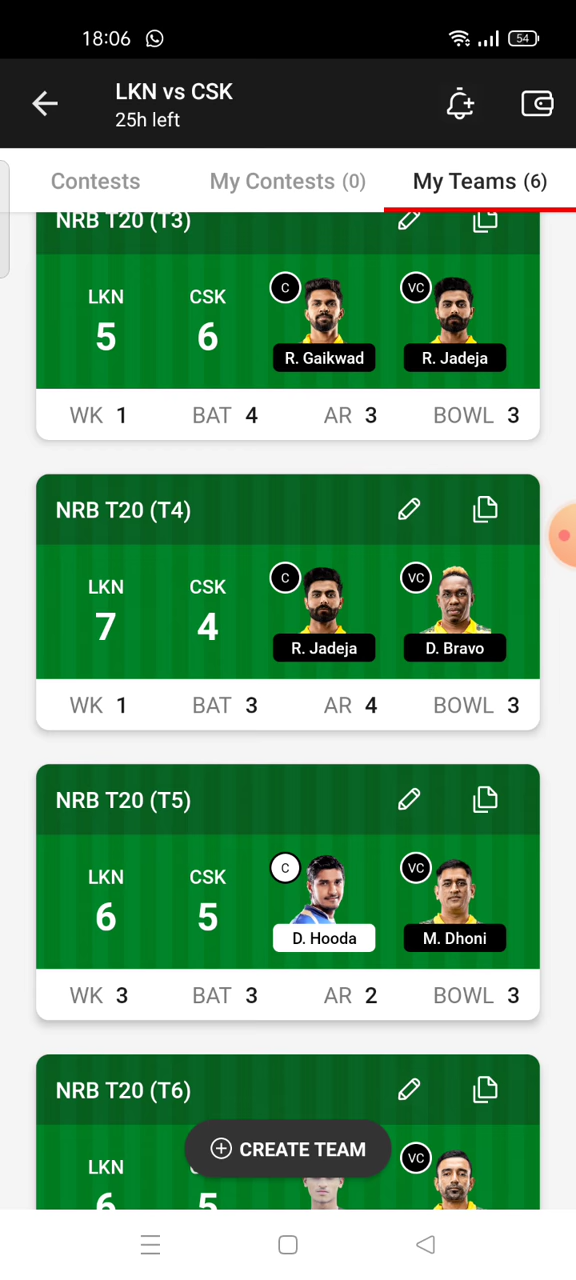 18:06
54
LKN vs CSK
25h left
Contests
My Contests (0)
My Teams (6)
NRB T20 (T3)
LKN
CSK
C
VC
5
6
R. Gaikwad
R. Jadeja
WK 1
BAT 4
AR 3
BOWL 3
NRB T20 (T4)
LKN
CSK
C
VC
7
4
R. Jadeja
D. Bravo
WK 1
BAT 3
AR 4
BOWL 3
NRB T20 (T5)
LKN
CSK
C
VC
6
5
D. Hooda
M. Dhoni
WK 3
BAT 3
AR 2
BOWL 3
NRB T20 (T6)
CREATE TEAM
LKN
VC
6
5